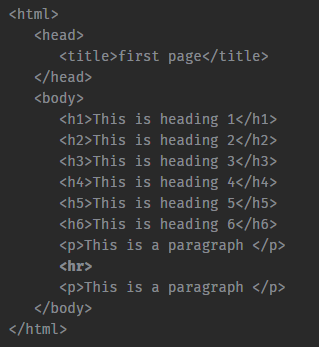 <html>
<head>
<title>first page</title>
</head>
<body>
<h1>This is heading 1</h1>
<h2>This is heading 2</h2>
<h3>This is heading 3</h3>
<h4>This is heading 4</h4>
<h5>This is heading 5</h5>
<h6>This is heading 6</h6>
<p>This is a paragraph </p>
<hr>
<p>This is a paragraph </p>
</body>
</html>